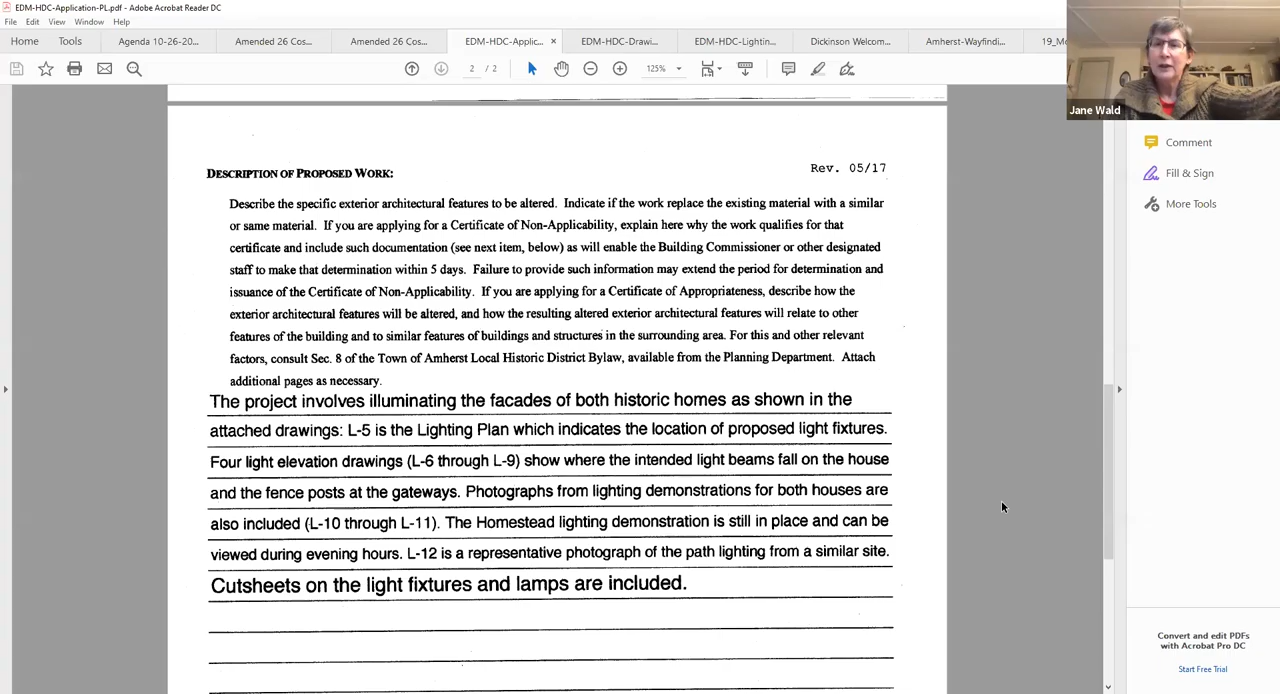 EDM-HDC-Application-PL.pdf - Adobe Acrobat Reader DC
File Edit View Window Help
Home Tools Agenda 10-26-20... Amended 26 Cos... Amended 26 Cos... EDM-HDC-Applic... × EDM-HDC-Drawi... EDM-HDC-Lightin... Dickinson Welcom... Amherst-Wayfindi...
2 / 2 125%
Jane Wald
Comment
Fill & Sign
More Tools
Rev. 05/17
DESCRIPTION OF PROPOSED WORK:
Describe the specific exterior architectural features to be altered. Indicate if the work replace the existing material with a similar
or same material. If you are applying for a Certificate of Non-Applicability, explain here why the work qualifies for that
certificate and include such documentation (see next item, below) as will enable the Building Commissioner or other designated
staff to make that determination within 5 days. Failure to provide such information may extend the period for determination and
issuance of the Certificate of Non-Applicability. If you are applying for a Certificate of Appropriateness, describe how the
exterior architectural features will be altered, and how the resulting altered exterior architectural features will relate to other
features of the building and to similar features of buildings and structures in the surrounding area. For this and other relevant
factors, consult Sec. 8 of the Town of Amherst Local Historic District Bylaw, available from the Planning Department. Attach
additional pages as necessary.
The project involves illuminating the facades of both historic homes as shown in the
attached drawings: L-5 is the Lighting Plan which indicates the location of proposed light fixtures.
Four light elevation drawings (L-6 through L-9) show where the intended light beams fall on the house
and the fence posts at the gateways. Photographs from lighting demonstrations for both houses are
also included (L-10 through L-11). The Homestead lighting demonstration is still in place and can be
viewed during evening hours. L-12 is a representative photograph of the path lighting from a similar site.
Cutsheets on the light fixtures and lamps are included.
Convert and edit PDFs
with Acrobat Pro DC
Start Free Trial